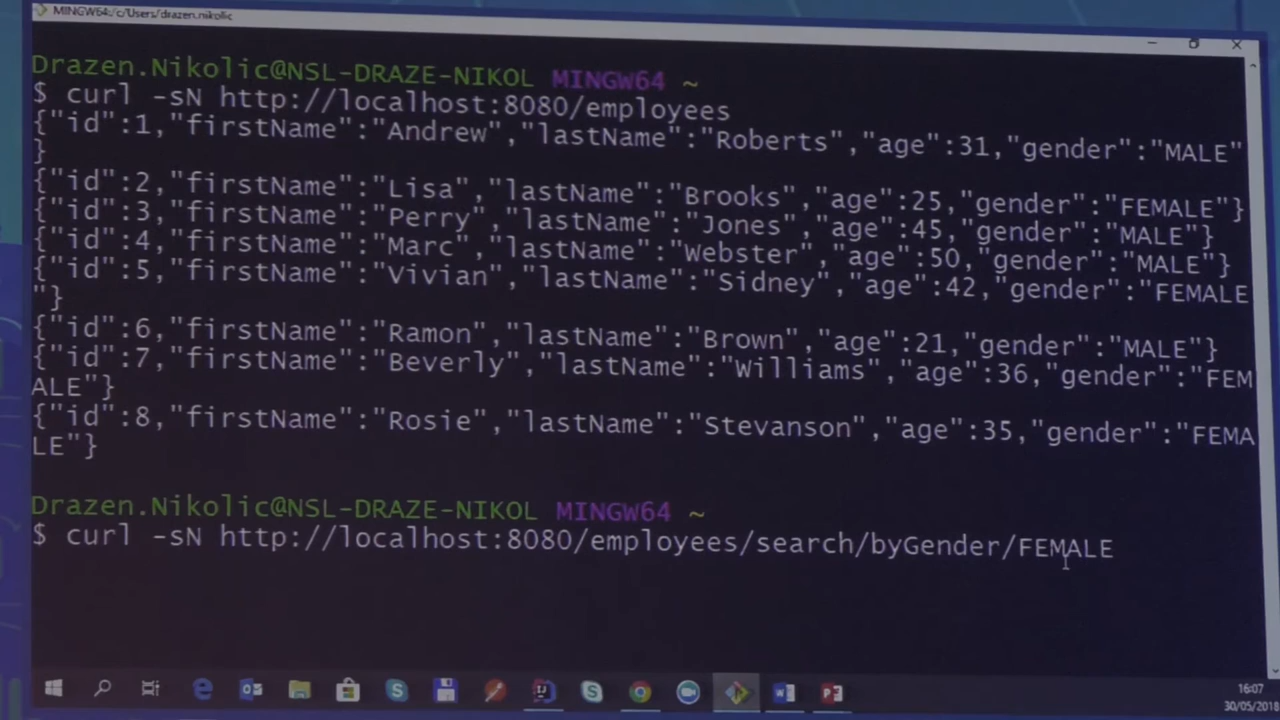 MINGW64:/c/Users/drazen.nikolic
Drazen.Nikolic@NSL-DRAZE-NIKOL MINGW64 ~
$ curl -sN http://localhost:8080/employees
{"id":1,"firstName":"Andrew","lastName":"Roberts","age":31,"gender":"MALE"
}
{"id":2,"firstName":"Lisa","lastName":"Brooks","age":25,"gender":"FEMALE"}
{"id":3,"firstName":"Perry","lastName":"Jones","age":45,"gender":"MALE"}
{"id":4,"firstName":"Marc","lastName":"Webster","age":50,"gender":"MALE"}
{"id":5,"firstName":"Vivian","lastName":"Sidney","age":42,"gender":"FEMALE
"}
{"id":6,"firstName":"Ramon","lastName":"Brown","age":21,"gender":"MALE"}
{"id":7,"firstName":"Beverly","lastName":"Williams","age":36,"gender":"FEM
ALE"}
{"id":8,"firstName":"Rosie","lastName":"Stevanson","age":35,"gender":"FEMA
LE"}
Drazen.Nikolic@NSL-DRAZE-NIKOL MINGW64 ~
$ curl -sN http://localhost:8080/employees/search/byGender/FEMALE
16:07
30/05/2018